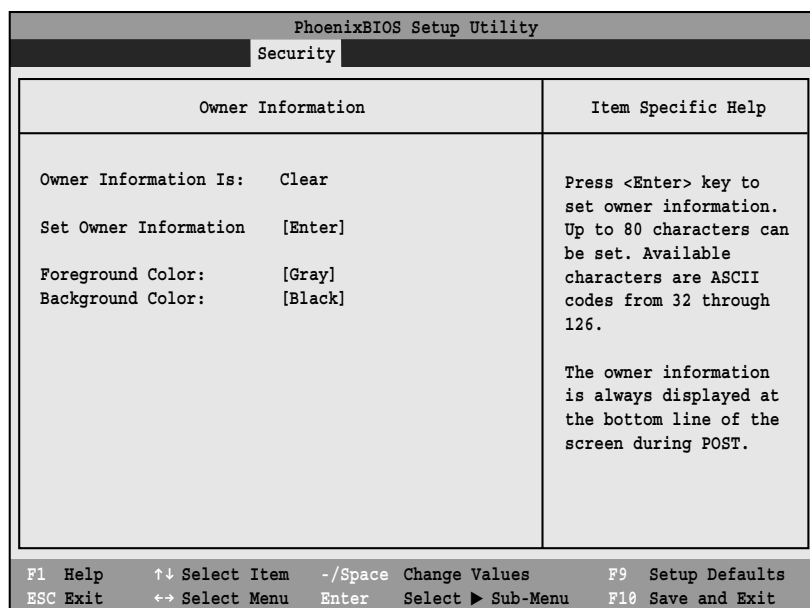 PhoenixBIOS Setup Utility
Security
Owner Information
Item Specific Help
Owner Information Is: Clear
Set Owner Information [Enter]
Foreground Color: [Gray]
Background Color: [Black]
Press <Enter> key to
set owner information.
Up to 80 characters can
be set. Available
characters are ASCII
codes from 32 through
126.
The owner information
is always displayed at
the bottom line of the
screen during POST.
F1 Help ↑↓ Select Item -/Space Change Values F9 Setup Defaults
ESC Exit ←→ Select Menu Enter Select ▶ Sub-Menu F10 Save and Exit